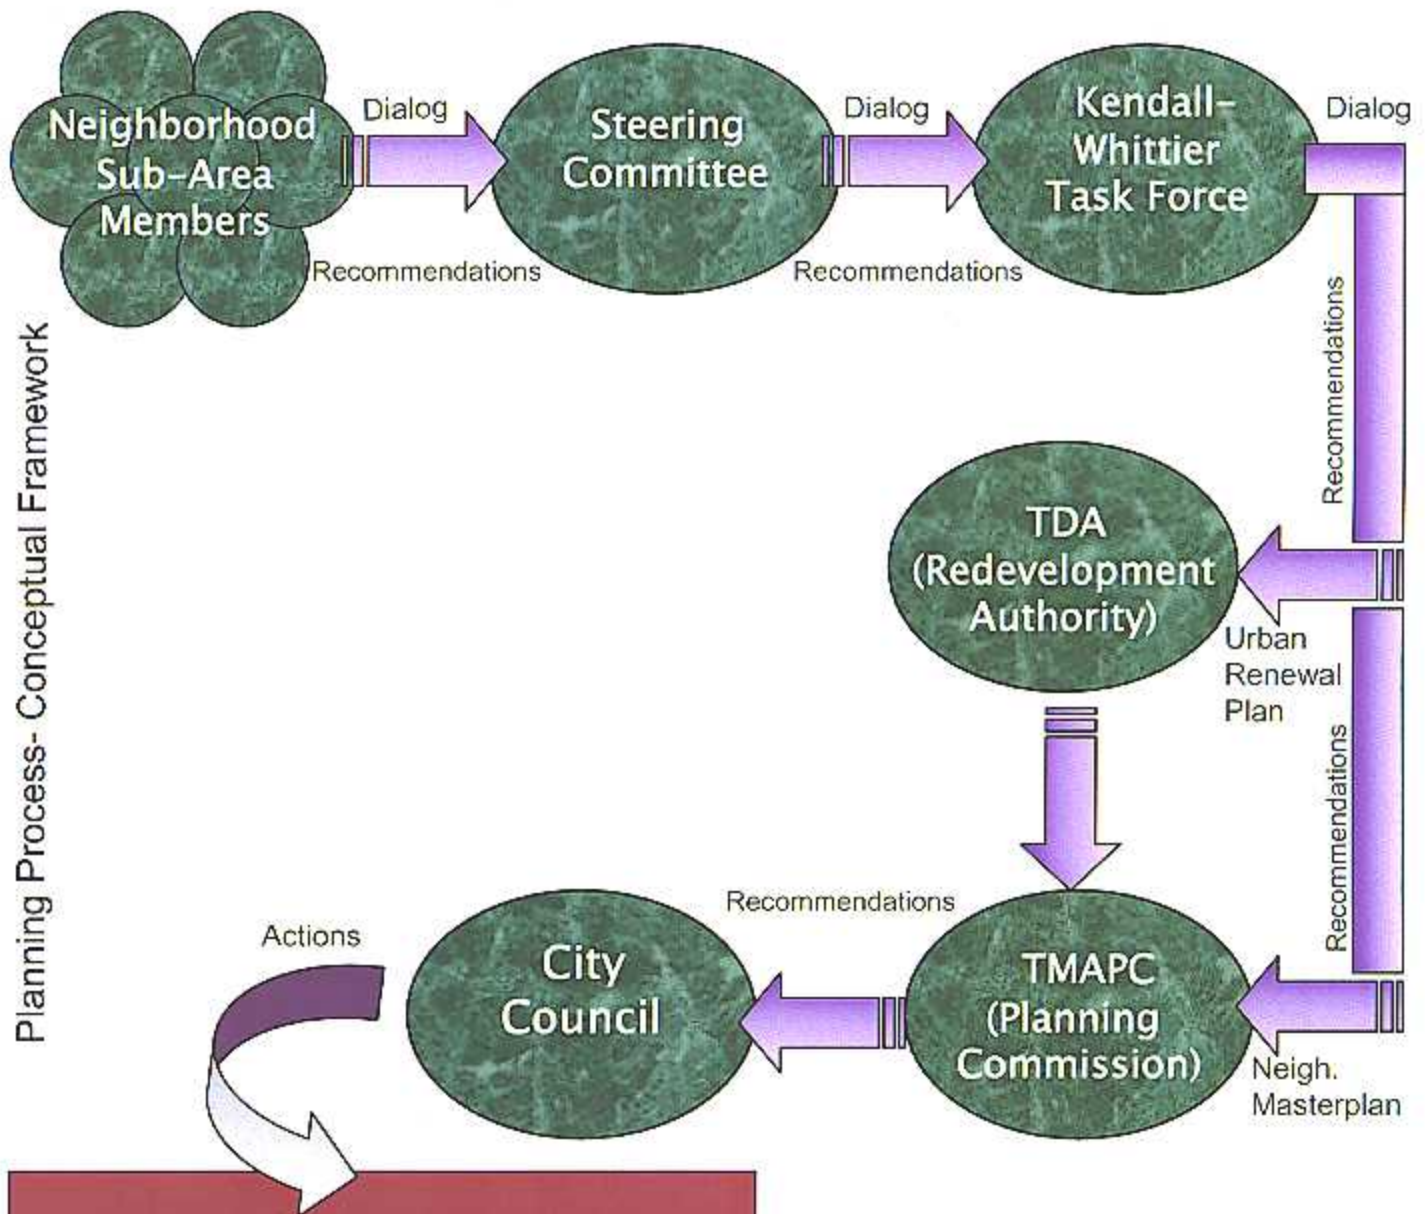 Dialog
Dialog
Dialog
Neighborhood
Sub-Area
Members
Steering
Committee
Kendall-
Whittier
Task Force
Recommendations
Recommendations
Recommendations
Planning Process- Conceptual Framework
TDA
(Redevelopment
Authority)
Urban
Renewal
Plan
Recommendations
Recommendations
Actions
City
Council
TMAPC
(Planning
Commission)
Neigh.
Masterplan